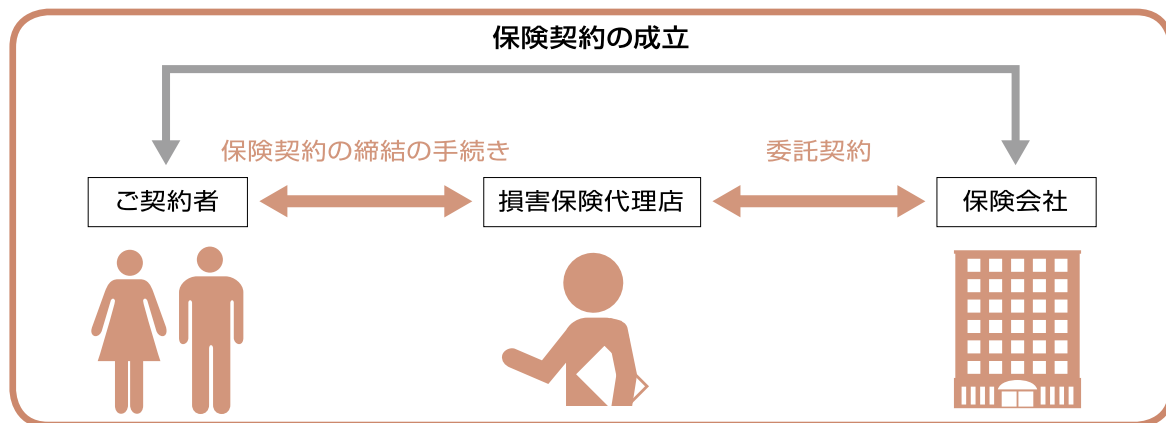 保険契約の成立
保険契約の締結の手続き
委託契約
ご契約者
損害保険代理店
保険会社